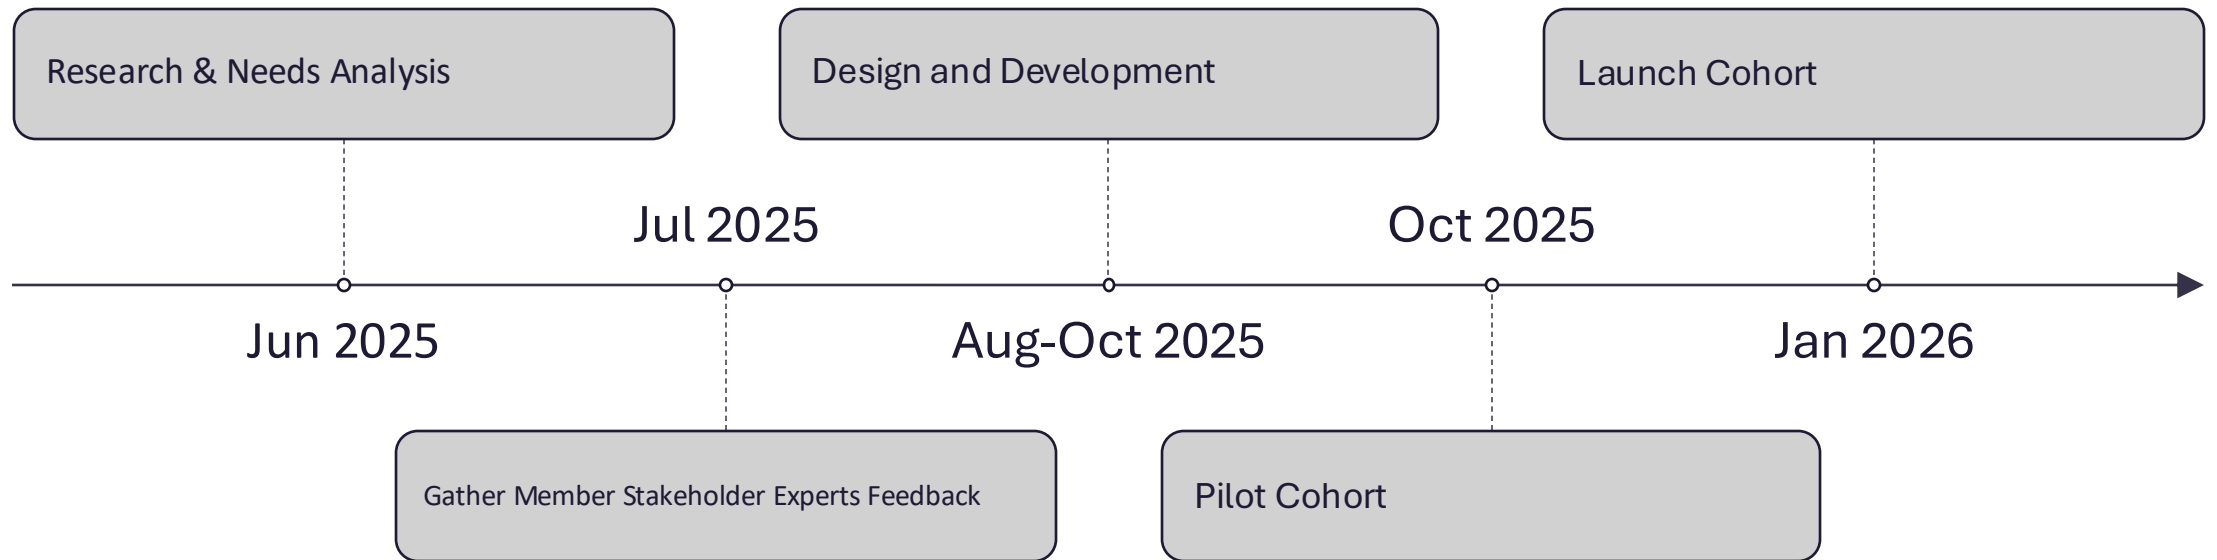 Research & Needs Analysis
Design and Development
Launch Cohort
Jul 2025
Oct 2025
Jun 2025
Aug-Oct 2025
Jan 2026
Gather Member Stakeholder Experts Feedback
Pilot Cohort